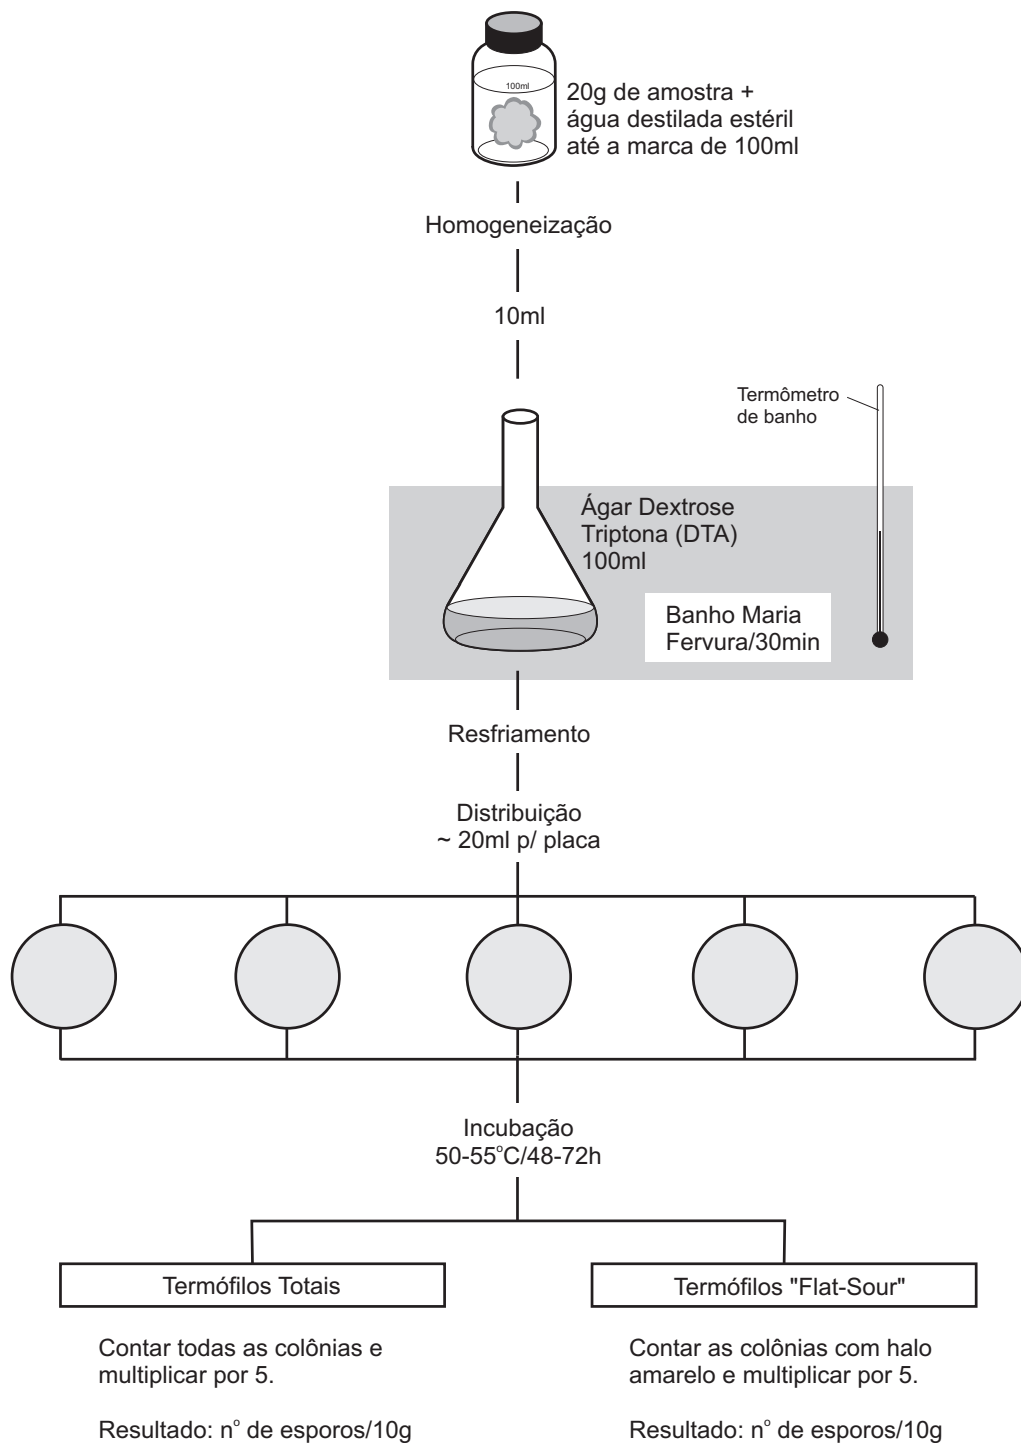 100ml
20g de amostra +
água destilada estéril
até a marca de 100ml
Homogeneização
10ml
Termômetro
de banho
Ágar Dextrose
Triptona (DTA)
100ml
Banho Maria
Fervura/30min
Resfriamento
Distribuição
~ 20ml p/ placa
Incubação
50-55°C/48-72h
Termófilos Totais
Contar todas as colônias e
multiplicar por 5.
Resultado: n° de esporos/10g
Termófilos "Flat-Sour"
Contar as colônias com halo
amarelo e multiplicar por 5.
Resultado: n° de esporos/10g